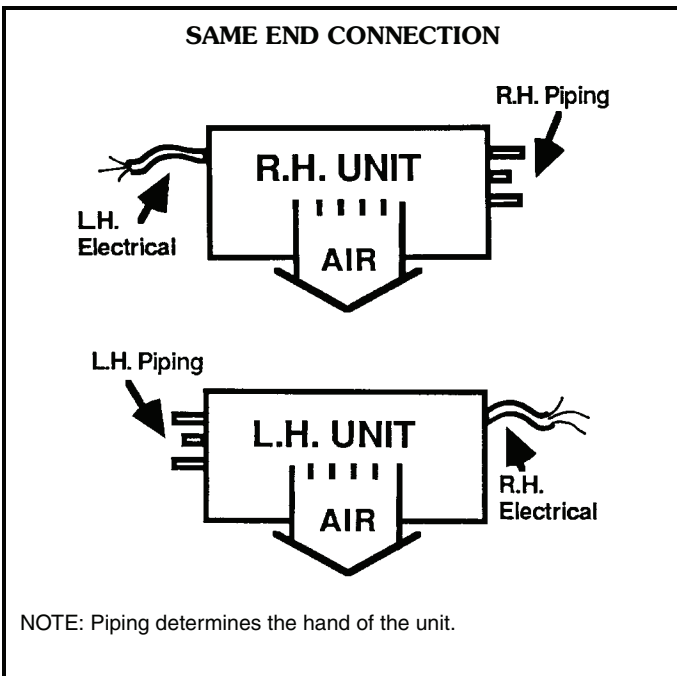 SAME END CONNECTION
R.H. Piping
R.H. UNIT
L.H.
Electrical
AIR
L.H. Piping
L.H. UNIT
R.H.
Electrical
AIR
NOTE: Piping determines the hand of the unit.